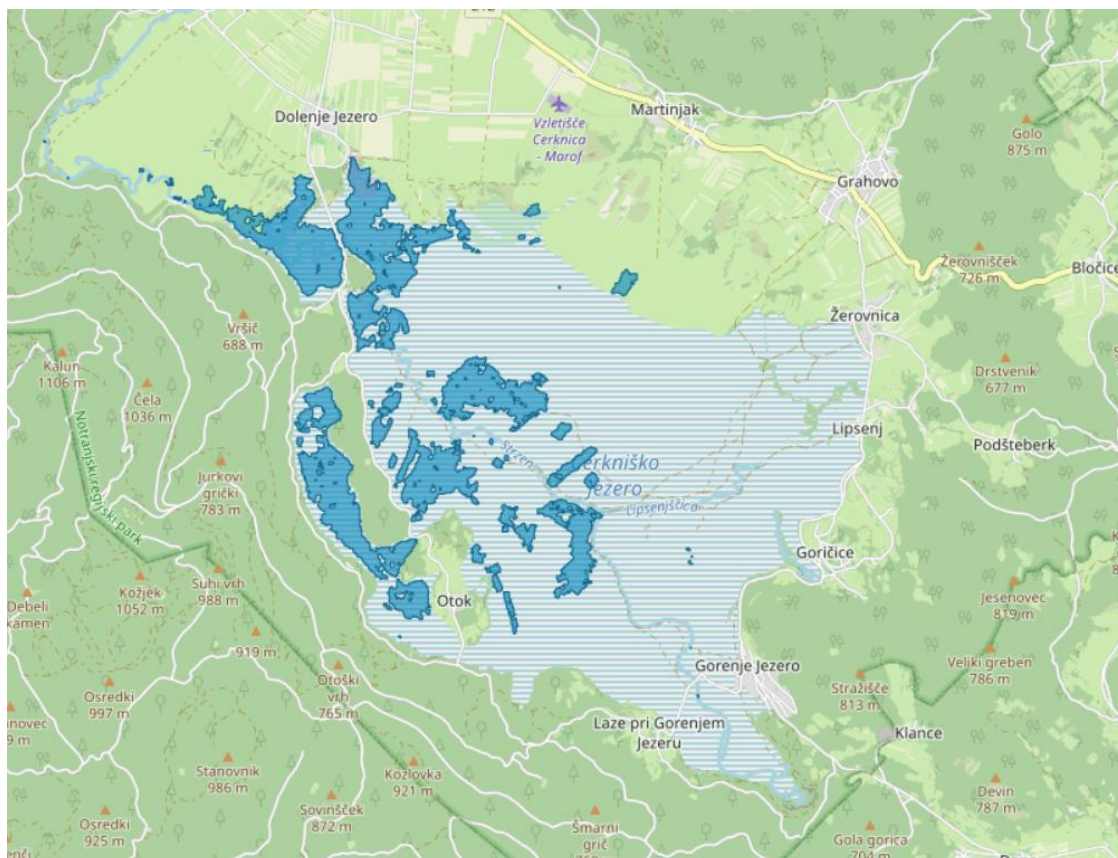 Dolenje Jezero
Vzletišče
Cerknica
- Marof
Martinjak
Golo
875 m
Grahovo
Žerovnišček
726 m
Bločice
Žerovnica
Vršič
688 m
Kalun
1106 m
Čela
1036 m
Drstvenik
677 m
Lipsenj
Podšteberk
Notranjski regijski park
Jurkovi
grički
783 m
Stržen
Cerkniško
jezero
Lipsenjščica
Goričice
Kožjek
1052 m
Suhi vrh
988 m
Debeli
kamen
Otok
Jesenovec
819 m
919 m
Veliki greben
786 m
Gorenje Jezero
Otoški
vrh
765 m
Stražišče
813 m
Osredki
997 m
Laze pri Gorenjem
Jezeru
Klance
Stanovnik
986 m
Kozlovka
921 m
Devin
787 m
Sovinšček
872 m
Osredki
925 m
Šmarni
grič
Gola gorica
704 m